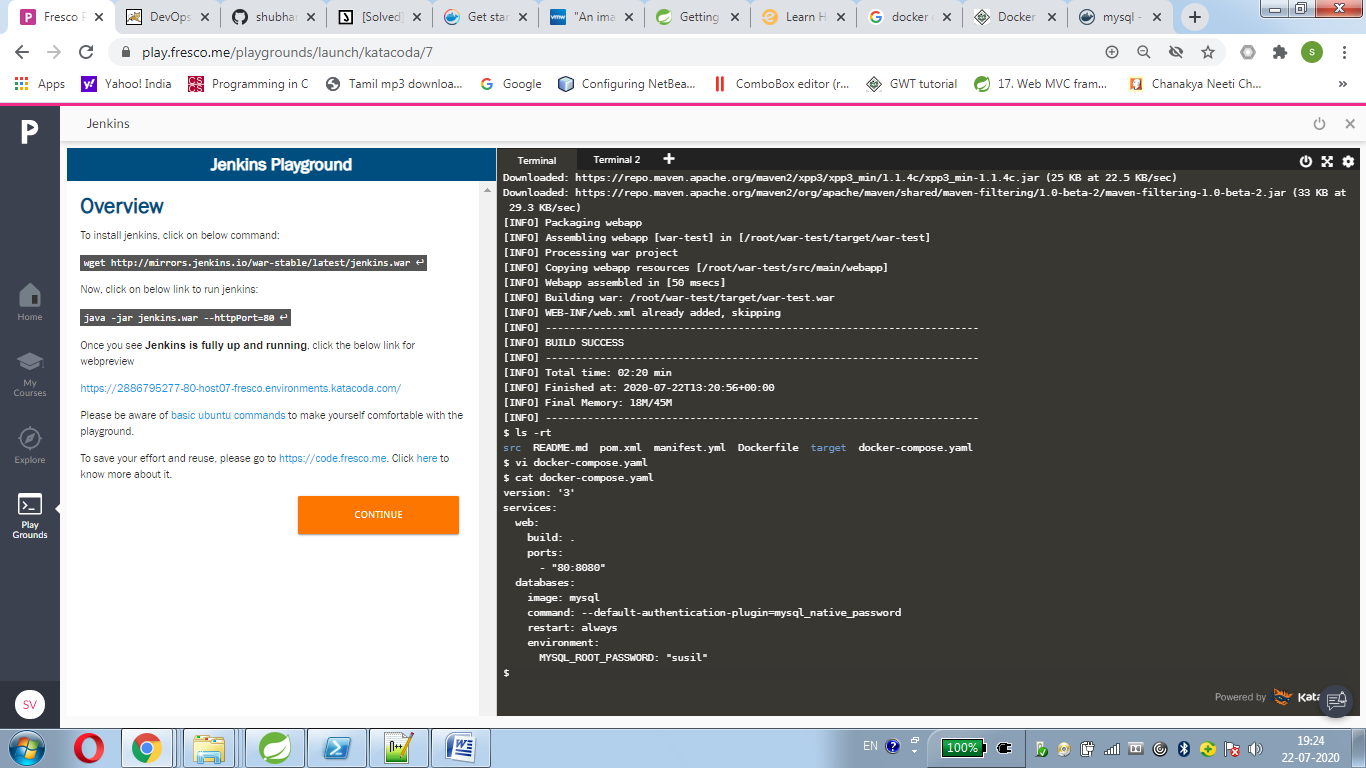 Fresco P
DevOps
shubha
[Solved]
Get star
"An ima
Getting
Learn H
docker
Docker
mysql -
play.fresco.me/playgrounds/launch/katacoda/7
S
Apps
Yahoo! India
Programming in C
Tamil mp3 downloa...
Google
Configuring NetBea...
ComboBox editor (r...
GWT tutorial
17. Web MVC fram...
Chanakya Neeti Ch...
»
Jenkins
Home
My Courses
Explore
Play Grounds
SV
Jenkins Playground
Overview
To install jenkins, click on below command:
wget http://mirrors.jenkins.io/war-stable/latest/jenkins.war ↩
Now, click on below link to run jenkins:
java -jar jenkins.war --httpPort=80 ↩
Once you see Jenkins is fully up and running, click the below link for
webpreview
https://2886795277-80-host07-fresco.environments.katacoda.com/
Please be aware of basic ubuntu commands to make yourself comfortable with the
playground.
To save your effort and reuse, please go to https://code.fresco.me. Click here to
know more about it.
CONTINUE
Terminal
Terminal 2
Downloaded: https://repo.maven.apache.org/maven2/xpp3/xpp3_min/1.1.4c/xpp3_min-1.1.4c.jar (25 KB at 22.5 KB/sec)
Downloaded: https://repo.maven.apache.org/maven2/org/apache/maven/shared/maven-filtering/1.0-beta-2/maven-filtering-1.0-beta-2.jar (33 KB at
29.3 KB/sec)
[INFO] Packaging webapp
[INFO] Assembling webapp [war-test] in [/root/war-test/target/war-test]
[INFO] Processing war project
[INFO] Copying webapp resources [/root/war-test/src/main/webapp]
[INFO] Webapp assembled in [50 msecs]
[INFO] Building war: /root/war-test/target/war-test.war
[INFO] WEB-INF/web.xml already added, skipping
[INFO] ------------------------------------------------------------------------
[INFO] BUILD SUCCESS
[INFO] ------------------------------------------------------------------------
[INFO] Total time: 02:20 min
[INFO] Finished at: 2020-07-22T13:20:56+00:00
[INFO] Final Memory: 18M/45M
[INFO] ------------------------------------------------------------------------
$ ls -rt
src README.md pom.xml manifest.yml Dockerfile target docker-compose.yaml
$ vi docker-compose.yaml
$ cat docker-compose.yaml
version: '3'
services:
  web:
    build: .
    ports:
      - "80:8080"
  databases:
    image: mysql
    command: --default-authentication-plugin=mysql_native_password
    restart: always
    environment:
      MYSQL_ROOT_PASSWORD: "susil"
$
Powered by Kata
EN
100%
19:24
22-07-2020